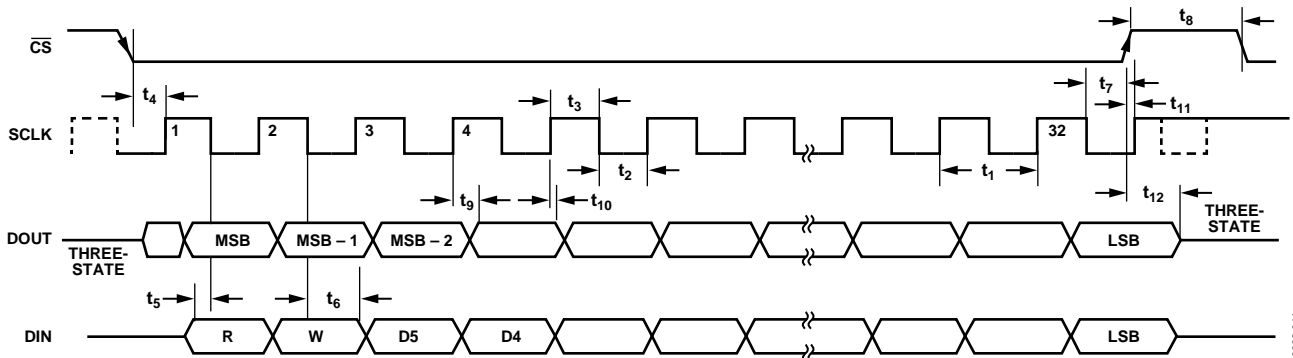 t8
CS
t7
t4
t3
t11
SCLK
1
2
3
4
32
t2
t1
t9
t10
t12
DOUT
THREE-
STATE
MSB
MSB – 1
MSB – 2
LSB
THREE-
STATE
t5
t6
DIN
R
W
D5
D4
LSB